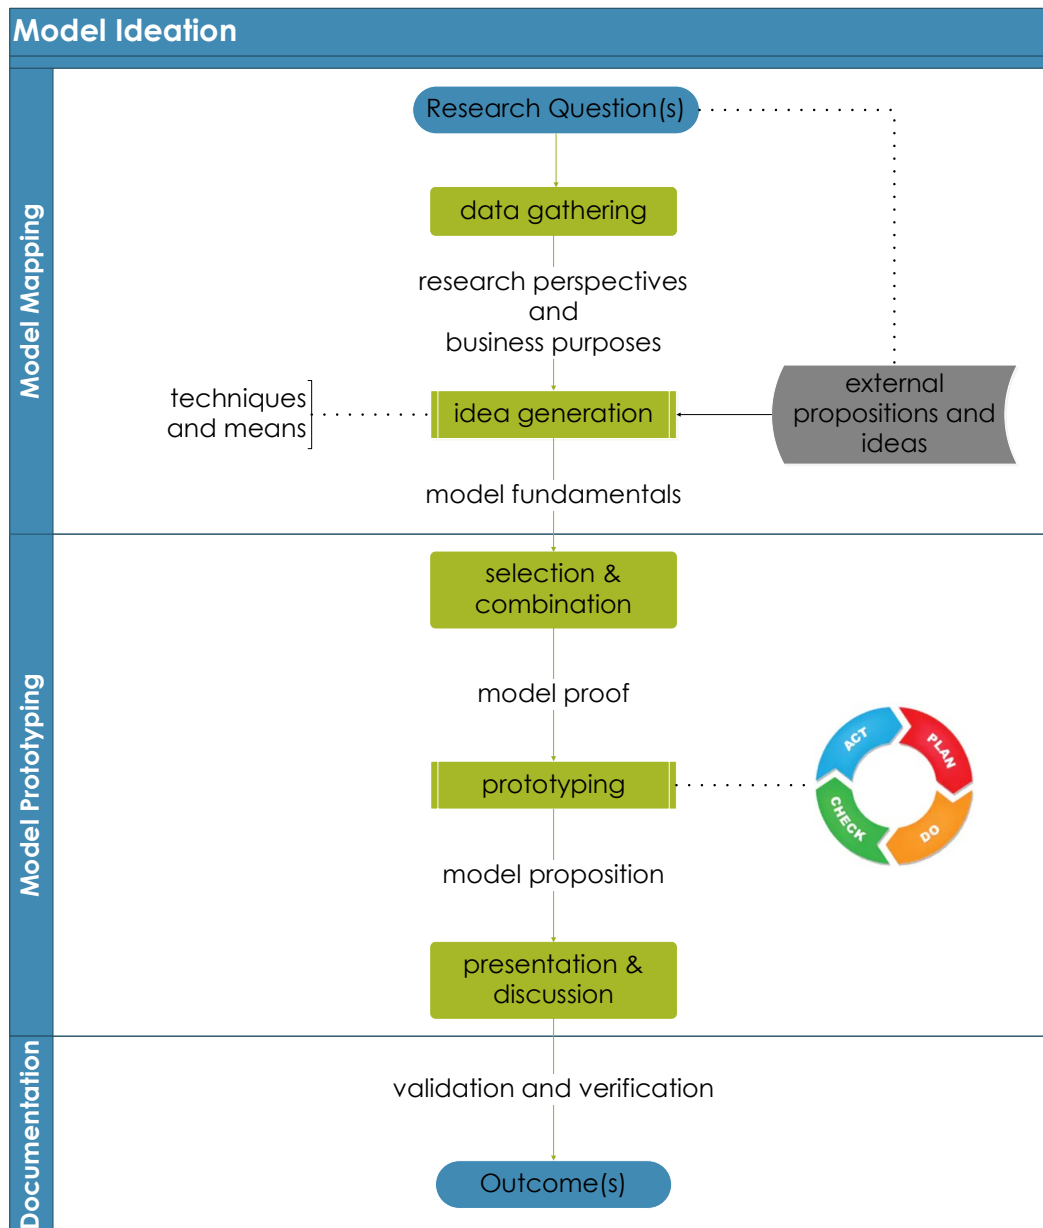 Model Ideation
Model Mapping
Research Question(s)
data gathering
research perspectives
and
business purposes
techniques
and means
idea generation
external
propositions and
ideas
model fundamentals
Model Prototyping
selection &
combination
model proof
prototyping
ACT
PLAN
CHECK
DO
model proposition
presentation &
discussion
Documentation
validation and verification
Outcome(s)